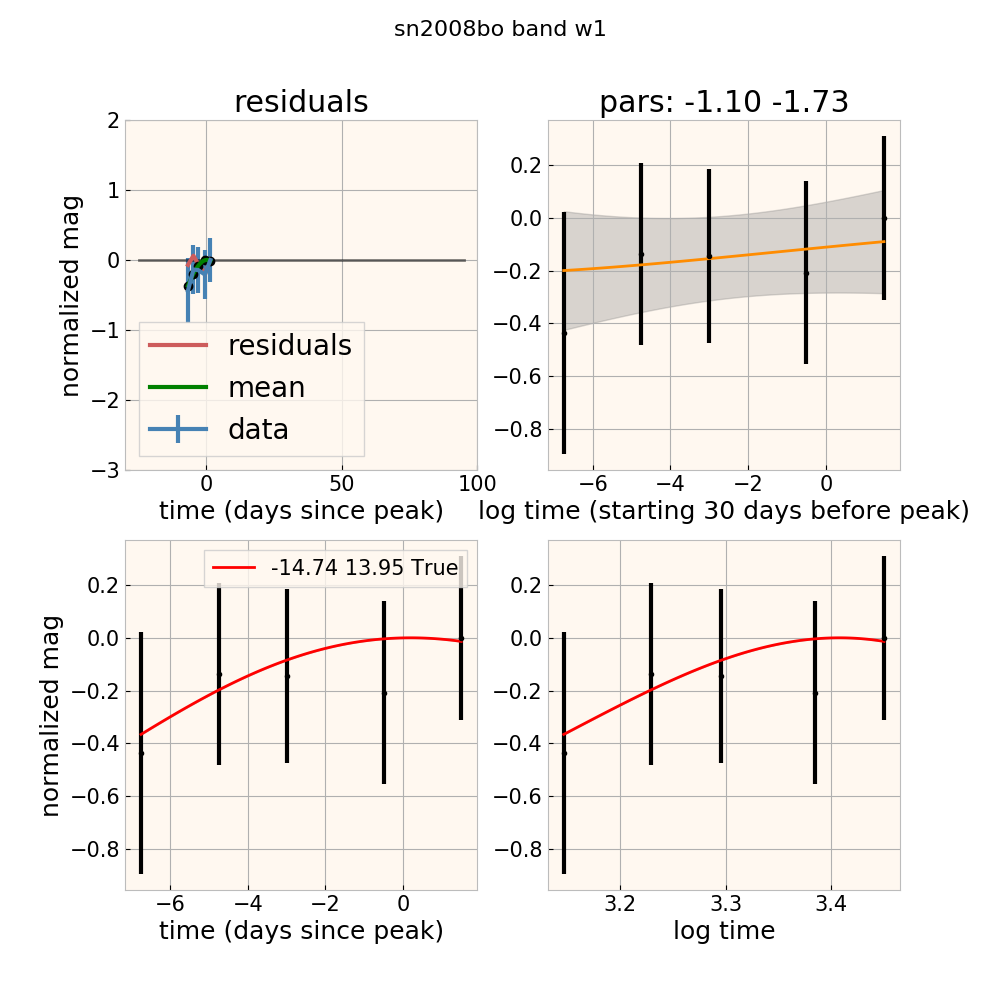 sn2008bo band w1
residuals
pars: -1.10 -1.73
2
1
0
−1
−2
−3
normalized mag
residuals
mean
data
0
50
100
time (days since peak)
0.2
0.0
−0.2
−0.4
−0.6
−0.8
−6
−4
−2
0
log time (starting 30 days before peak)
-14.74 13.95 True
0.2
0.0
−0.2
−0.4
−0.6
−0.8
normalized mag
−6
−4
−2
0
time (days since peak)
0.2
0.0
−0.2
−0.4
−0.6
−0.8
3.2
3.3
3.4
log time